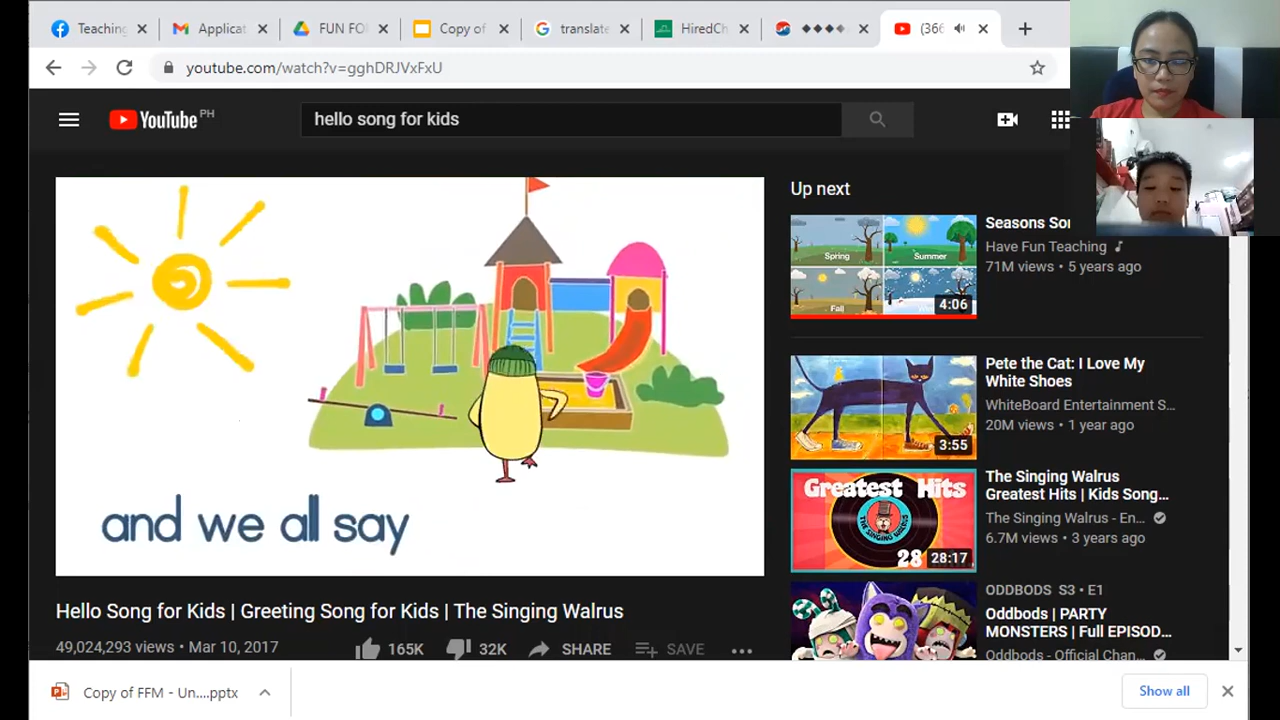 Teaching
Applicat
FUN FO
Copy of
translate
HiredCh
(366
youtube.com/watch?v=gghDRJVxFxU
YouTube PH
hello song for kids
and we all say
Hello Song for Kids | Greeting Song for Kids | The Singing Walrus
49,024,293 views • Mar 10, 2017
165K
32K
SHARE
SAVE
Up next
Spring
Summer
Fall
4:06
Seasons Son
Have Fun Teaching
71M views • 5 years ago
3:55
Pete the Cat: I Love My
White Shoes
WhiteBoard Entertainment S...
20M views • 1 year ago
Greatest Hits
THE SINGING WALRUS
28
28:17
The Singing Walrus
Greatest Hits | Kids Song...
The Singing Walrus - En...
6.7M views • 3 years ago
ODDBODS S3 • E1
Oddbods | PARTY
MONSTERS | Full EPISOD...
Oddbods - Official Chan...
Copy of FFM - Un....pptx
Show all